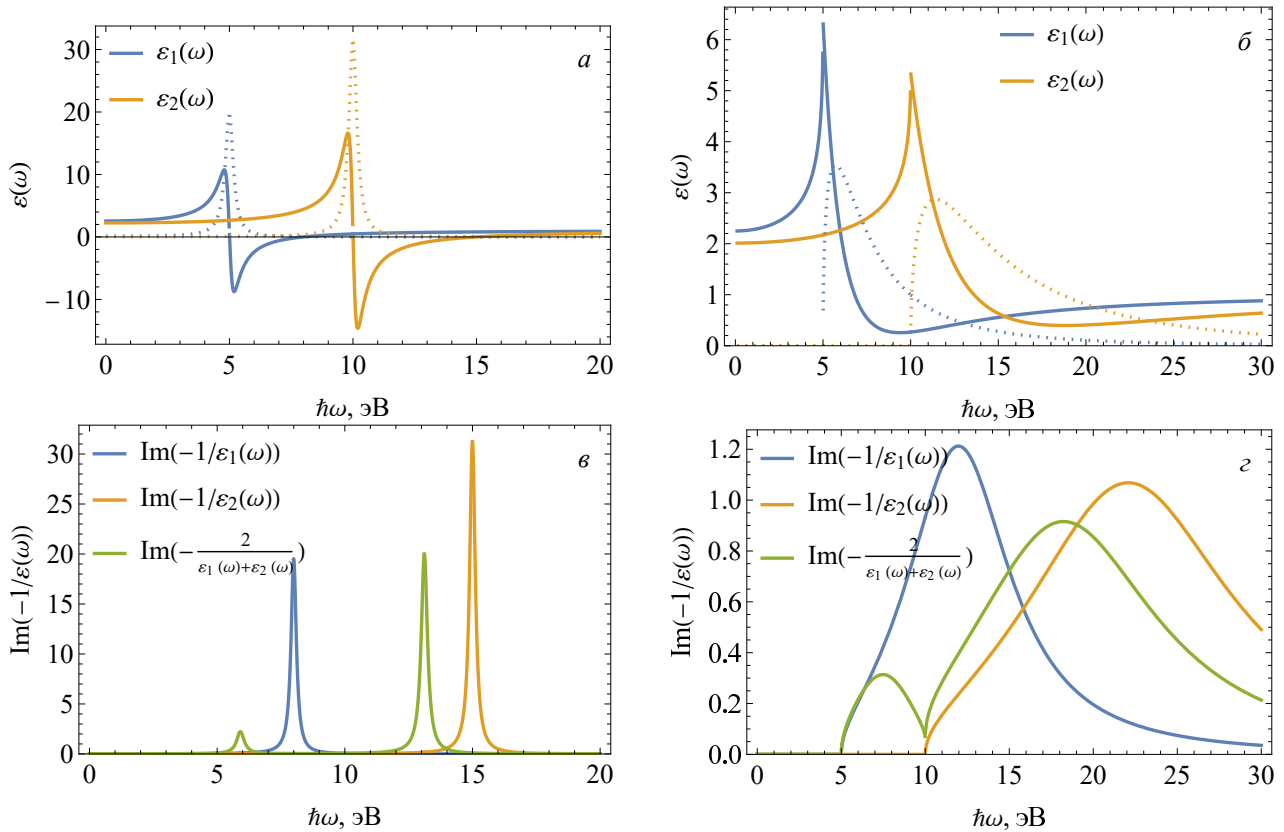 ε₁(ω)
ε₂(ω)
а
30
20
10
0
−10
ε(ω)
0 5 10 15 20
ℏω, эВ
ε₁(ω)
ε₂(ω)
б
6
5
4
3
2
1
0
ε(ω)
0 5 10 15 20 25 30
ℏω, эВ
Im(−1/ε₁(ω))
Im(−1/ε₂(ω))
Im(−2/(ε₁(ω)+ε₂(ω)))
в
30
25
20
15
10
5
0
Im(−1/ε(ω))
0 5 10 15 20
ℏω, эВ
Im(−1/ε₁(ω))
Im(−1/ε₂(ω))
Im(−2/(ε₁(ω)+ε₂(ω)))
г
1.2
1.0
0.8
0.6
0.4
0.2
0.0
Im(−1/ε(ω))
0 5 10 15 20 25 30
ℏω, эВ